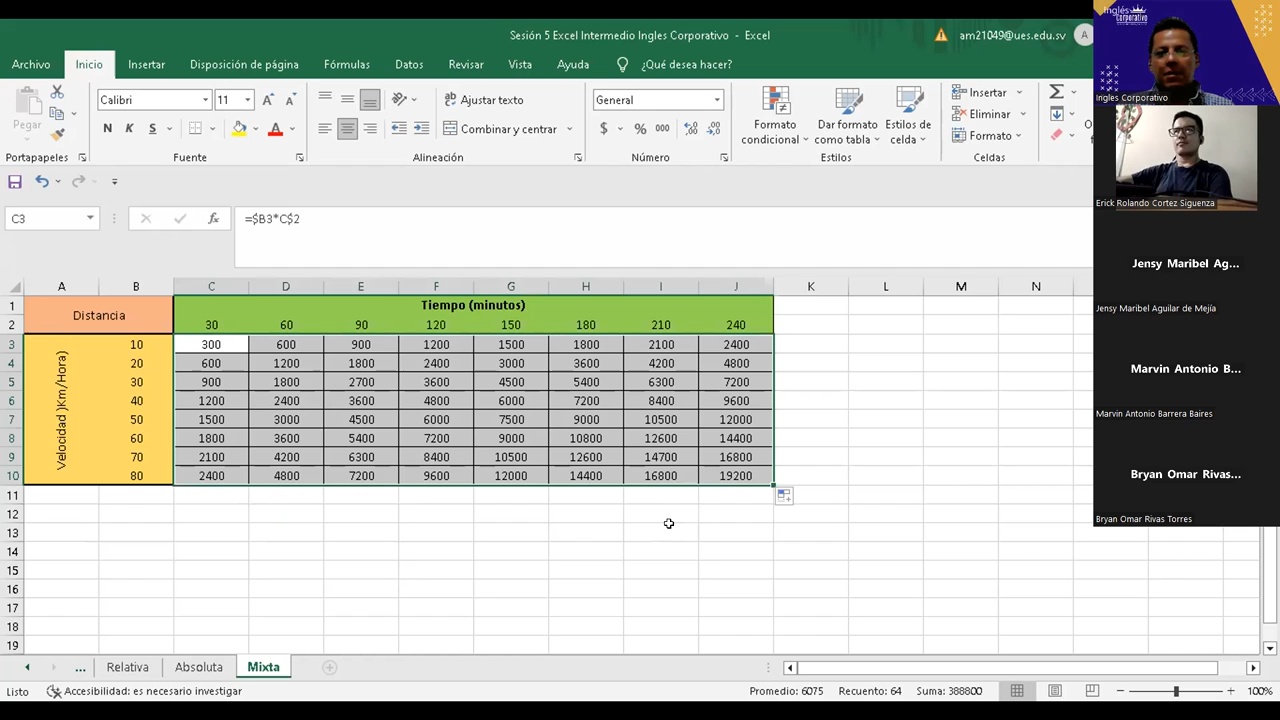 Sesión 5 Excel Intermedio Ingles Corporativo - Excel
am21049@ues.edu.sv
A
Archivo Inicio Insertar Disposición de página Fórmulas Datos Revisar Vista Ayuda ¿Qué desea hacer?
Pegar
Calibri 11
N K S
Ajustar texto
Combinar y centrar
General
$ % 000
Formato condicional
Dar formato como tabla
Estilos de celda
Insertar
Eliminar
Formato
Portapapeles Fuente Alineación Número Estilos Celdas
C3 fx =$B3*C$2
A B C D E F G H I J K L M N
1 Distancia Tiempo (minutos)
2 30 60 90 120 150 180 210 240
Velocidad )Km/Hora)
3 10 300 600 900 1200 1500 1800 2100 2400
4 20 600 1200 1800 2400 3000 3600 4200 4800
5 30 900 1800 2700 3600 4500 5400 6300 7200
6 40 1200 2400 3600 4800 6000 7200 8400 9600
7 50 1500 3000 4500 6000 7500 9000 10500 12000
8 60 1800 3600 5400 7200 9000 10800 12600 14400
9 70 2100 4200 6300 8400 10500 12600 14700 16800
10 80 2400 4800 7200 9600 12000 14400 16800 19200
11
12
13
14
15
16
17
18
19
... Relativa Absoluta Mixta
Listo Accesibilidad: es necesario investigar Promedio: 6075 Recuento: 64 Suma: 388800 100%
Inglés
Corporativo
Ingles Corporativo
Erick Rolando Cortez Siguenza
Jensy Maribel Ag...
Jensy Maribel Aguilar de Mejía
Marvin Antonio B...
Marvin Antonio Barrera Baires
Bryan Omar Rivas...
Bryan Omar Rivas Torres